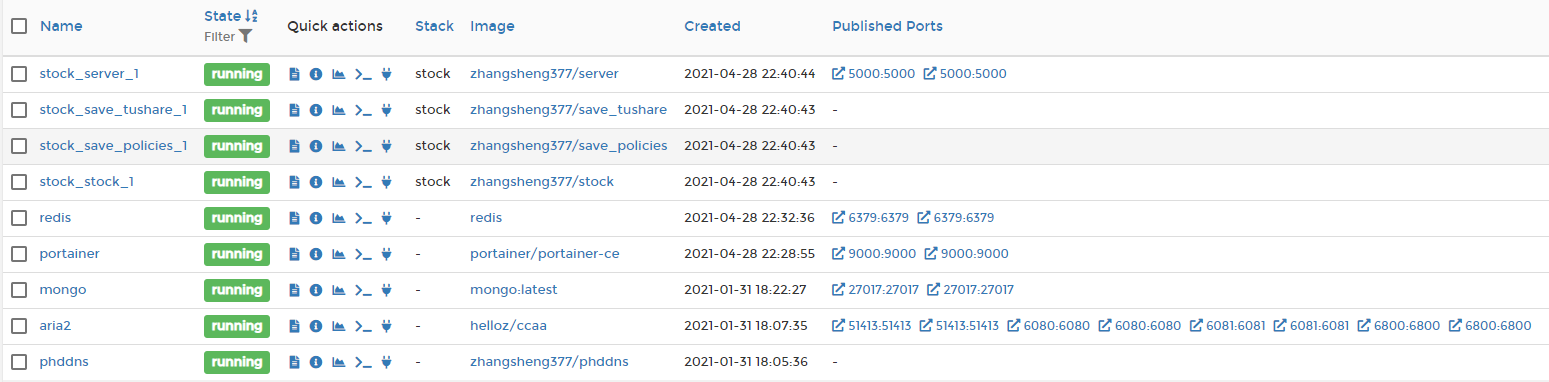 Name State Filter Quick actions Stack Image Created Published Ports
stock_server_1 running stock zhangsheng377/server 2021-04-28 22:40:44 5000:5000 5000:5000
stock_save_tushare_1 running stock zhangsheng377/save_tushare 2021-04-28 22:40:43 -
stock_save_policies_1 running stock zhangsheng377/save_policies 2021-04-28 22:40:43 -
stock_stock_1 running stock zhangsheng377/stock 2021-04-28 22:40:43 -
redis running - redis 2021-04-28 22:32:36 6379:6379 6379:6379
portainer running - portainer/portainer-ce 2021-04-28 22:28:55 9000:9000 9000:9000
mongo running - mongo:latest 2021-01-31 18:22:27 27017:27017 27017:27017
aria2 running - helloz/ccaa 2021-01-31 18:07:35 51413:51413 51413:51413 6080:6080 6080:6080 6081:6081 6081:6081 6800:6800 6800:6800
phddns running - zhangsheng377/phddns 2021-01-31 18:05:36 -